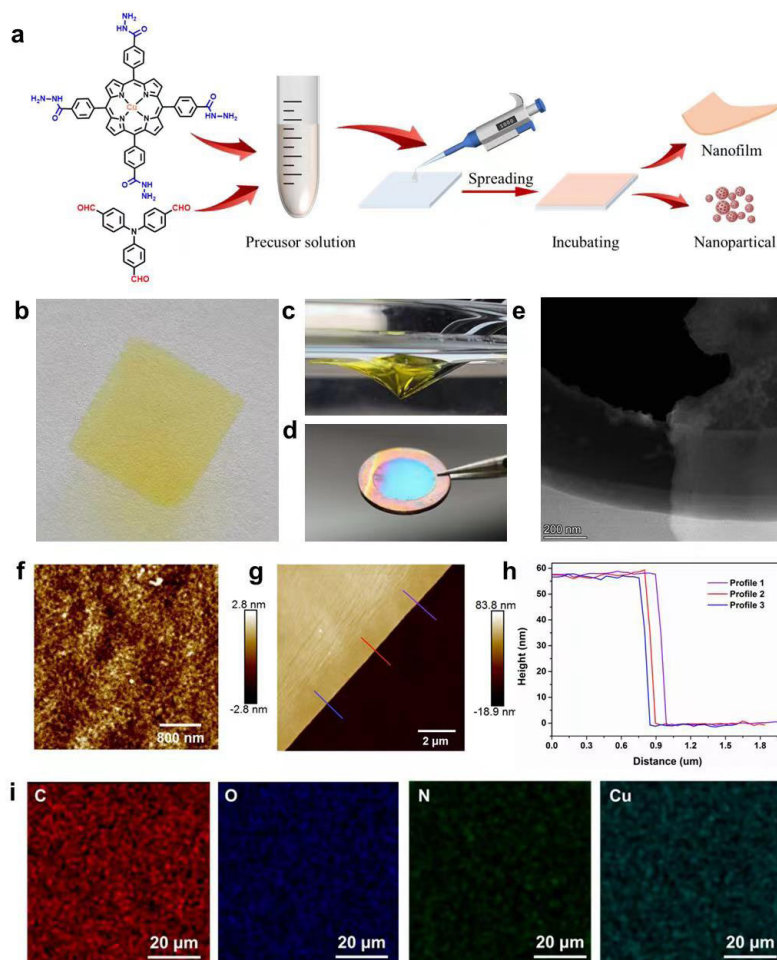 a
NH₂
HN
O
NH₂
O
HN
H₂N-NH
O
N
N
Cu
N
N
O
HN-NH₂
O
NH
NH₂
OHC
CHO
N
CHO
Precusor solution
Spreading
Incubating
Nanofilm
Nanopartical
b
c
d
e
200 nm
f
800 nm
2.8 nm
-2.8 nm
g
2 μm
83.8 nm
-18.9 nm
h
Height (nm)
60
50
40
30
20
10
0
Profile 1
Profile 2
Profile 3
0.0 0.3 0.6 0.9 1.2 1.5 1.8
Distance (um)
i
C
20 μm
O
20 μm
N
20 μm
Cu
20 μm